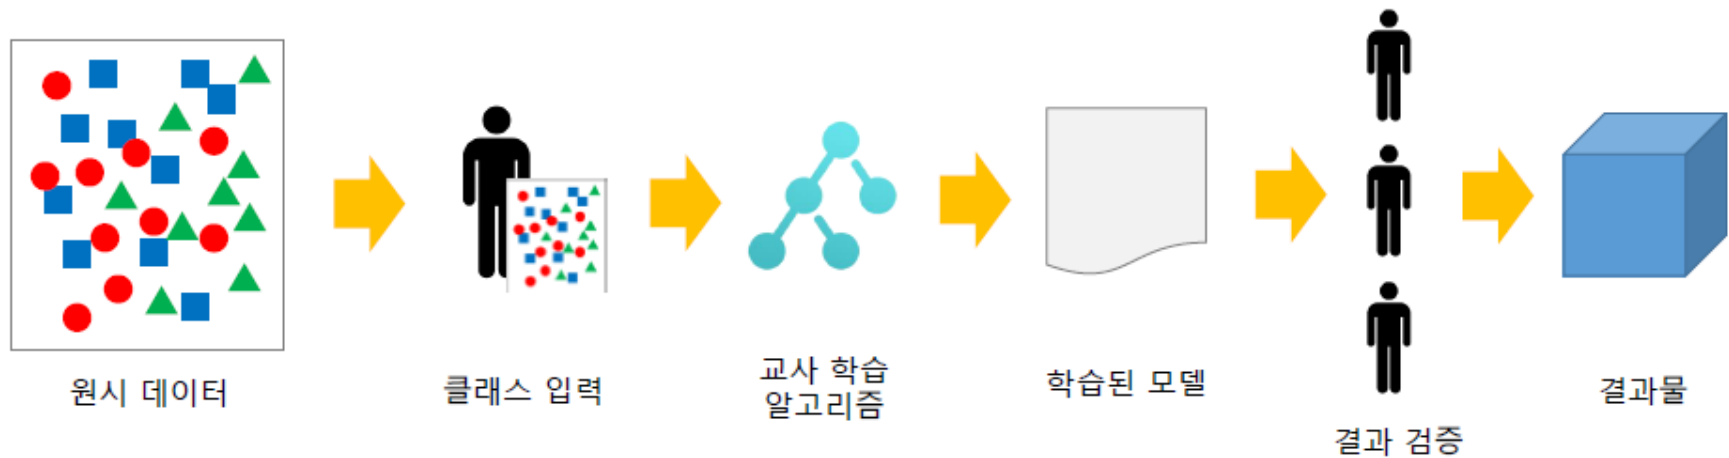 원시 데이터
클래스 입력
교사 학습
알고리즘
학습된 모델
결과 검증
결과물